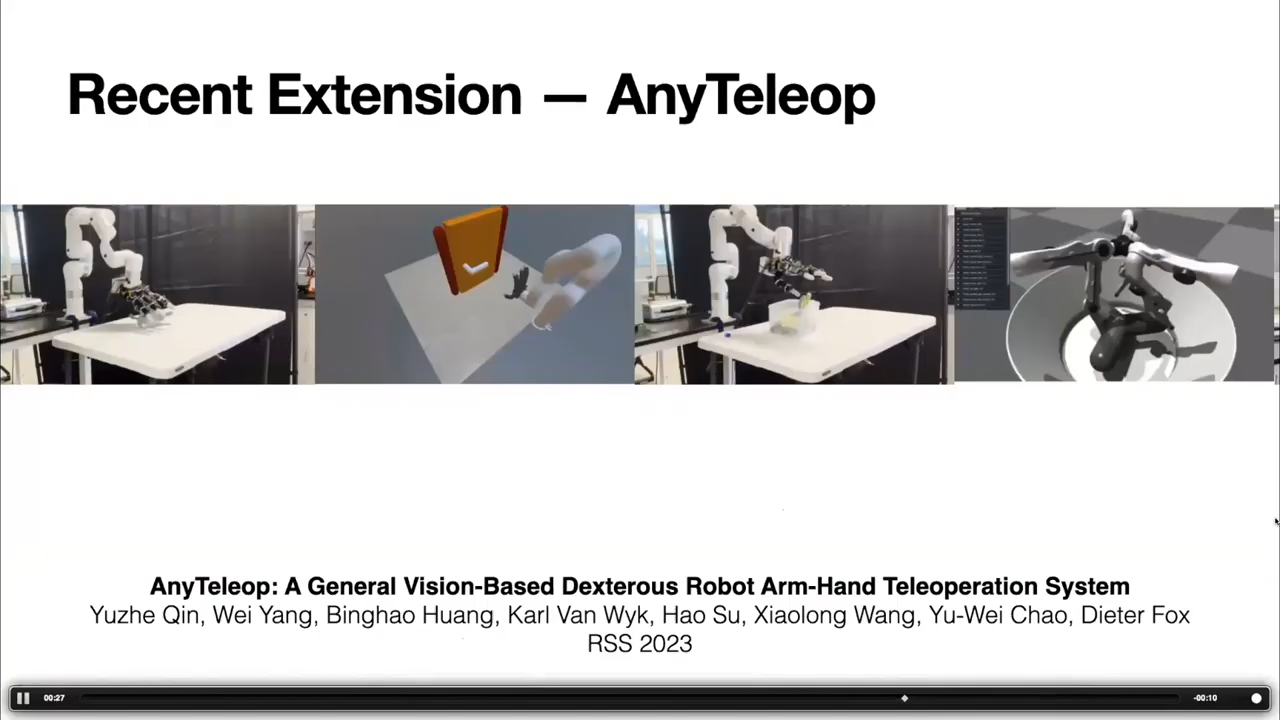 Recent Extension — AnyTeleop
AnyTeleop: A General Vision-Based Dexterous Robot Arm-Hand Teleoperation System
Yuzhe Qin, Wei Yang, Binghao Huang, Karl Van Wyk, Hao Su, Xiaolong Wang, Yu-Wei Chao, Dieter Fox
RSS 2023
00:27
-00:10